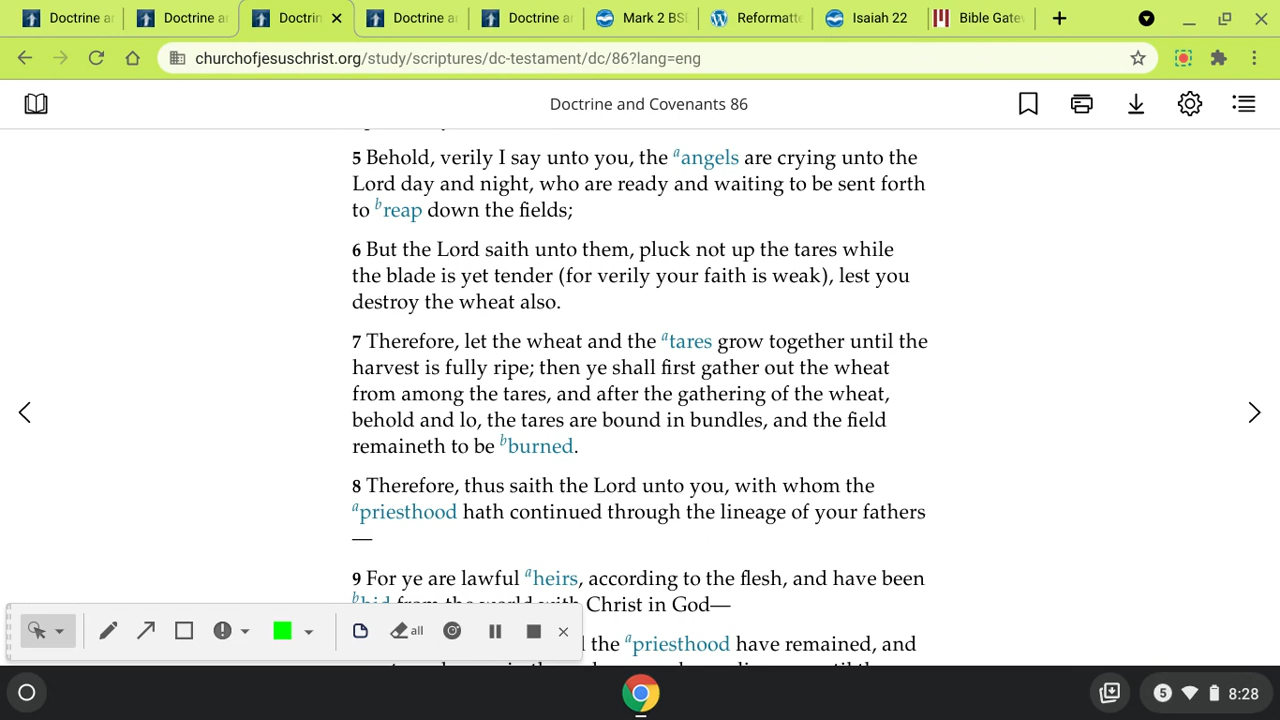 Doctrine ar
Doctrine ar
Doctrin
Doctrine ar
Doctrine ar
Mark 2 BS
Reformatte
Isaiah 22
Bible Gatev
churchofjesuschrist.org/study/scriptures/dc-testament/dc/86?lang=eng
Doctrine and Covenants 86
5 Behold, verily I say unto you, the a angels are crying unto the
Lord day and night, who are ready and waiting to be sent forth
to b reap down the fields;
6 But the Lord saith unto them, pluck not up the tares while
the blade is yet tender (for verily your faith is weak), lest you
destroy the wheat also.
7 Therefore, let the wheat and the a tares grow together until the
harvest is fully ripe; then ye shall first gather out the wheat
from among the tares, and after the gathering of the wheat,
behold and lo, the tares are bound in bundles, and the field
remaineth to be b burned.
8 Therefore, thus saith the Lord unto you, with whom the
a priesthood hath continued through the lineage of your fathers
—
9 For ye are lawful a heirs, according to the flesh, and have been
b hid from the world with Christ in God—
the a priesthood have remained, and
all
5
8:28